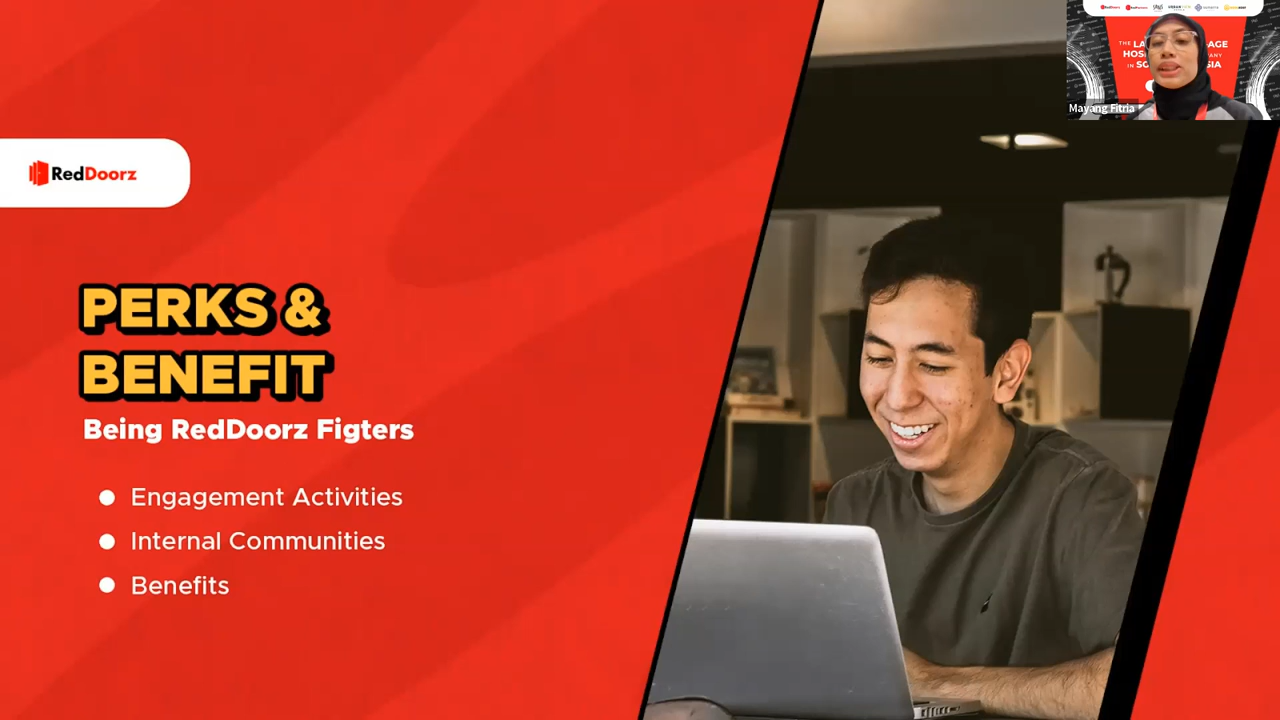 RedDoorz
PERKS &
BENEFIT
Being RedDoorz Figters
Engagement Activities
Internal Communities
Benefits
Mayang Fitria